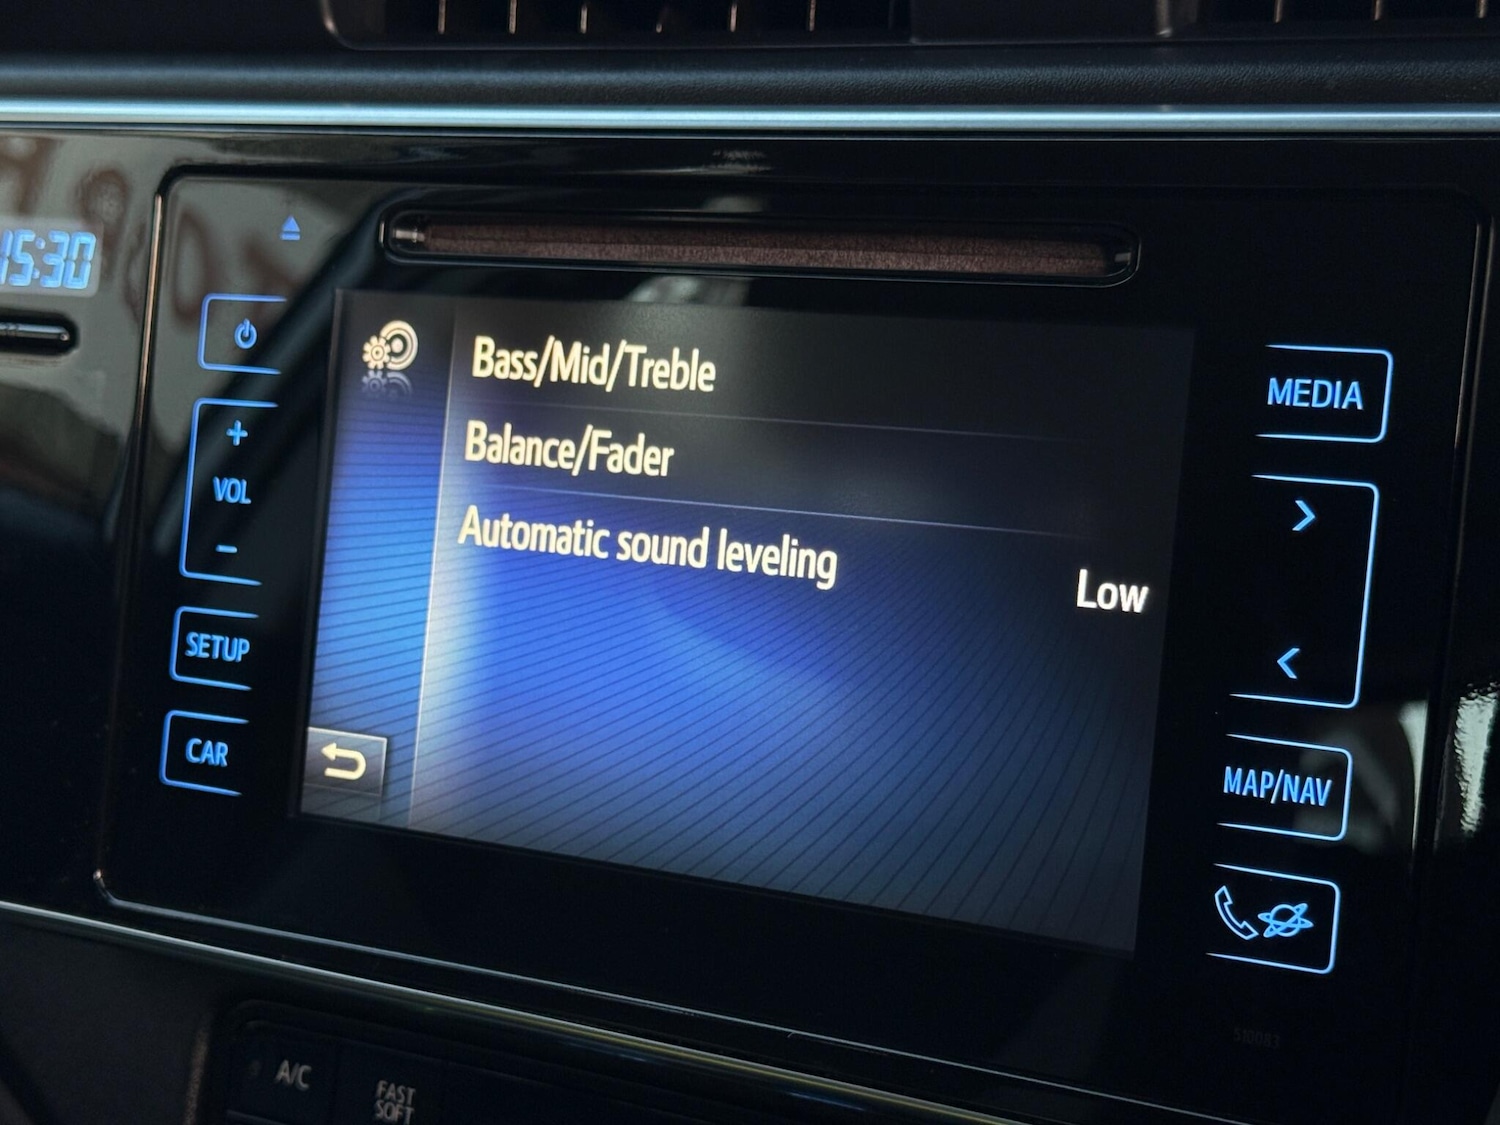 15:30
VOL
SETUP
CAR
Bass/Mid/Treble
Balance/Fader
Automatic sound leveling
Low
MEDIA
MAP/NAV
510083
A/C
FAST
SOFT